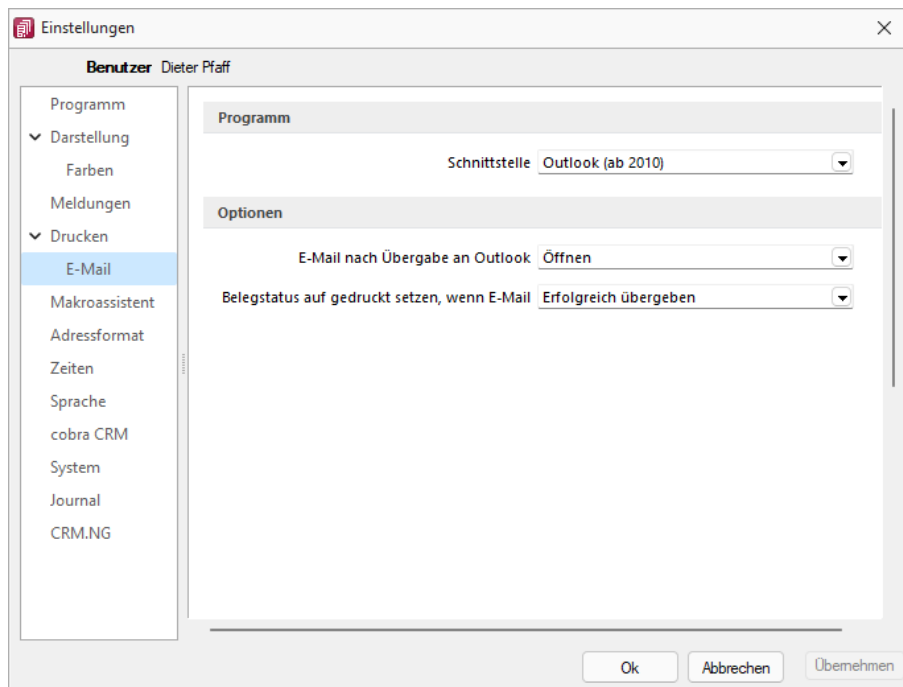 Einstellungen
Benutzer Dieter Pfaff
Programm
Darstellung
Farben
Meldungen
Drucken
E-Mail
Makroassistent
Adressformat
Zeiten
Sprache
cobra CRM
System
Journal
CRM.NG
Programm
Schnittstelle Outlook (ab 2010)
Optionen
E-Mail nach Übergabe an Outlook Öffnen
Belegstatus auf gedruckt setzen, wenn E-Mail Erfolgreich übergeben
Ok Abbrechen Übernehmen